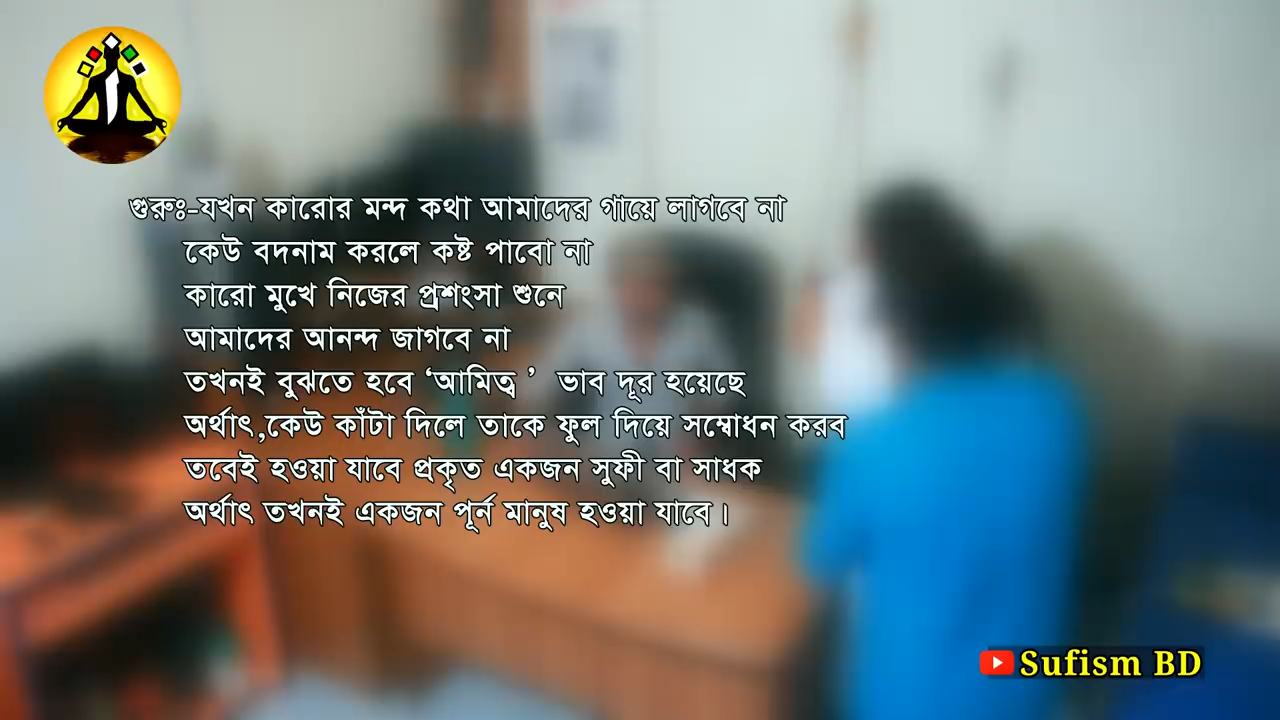 গুরুঃ-যখন কারোর মন্দ কথা আমাদের গায়ে লাগবে না
কেউ বদনাম করলে কষ্ট পাবো না
কারো মুখে নিজের প্রশংসা শুনে
আমাদের আনন্দ জাগবে না
তখনই বুঝতে হবে ‘আমিত্ব ’ ভাব দূর হয়েছে
অর্থাৎ,কেউ কাঁটা দিলে তাকে ফুল দিয়ে সম্বোধন করব
তবেই হওয়া যাবে প্রকৃত একজন সুফী বা সাধক
অর্থাৎ তখনই একজন পূর্ন মানুষ হওয়া যাবে।
Sufism BD